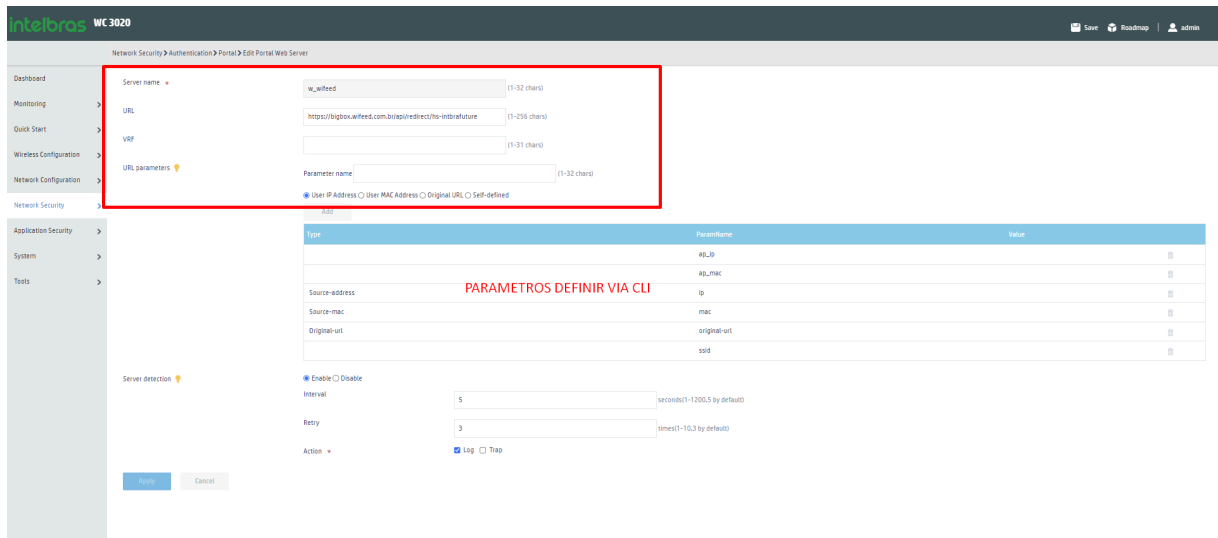 intelbras WC 3020
Save Roadmap | admin
Network Security > Authentication > Portal > Edit Portal Web Server
Dashboard
Monitoring
Quick Start
Wireless Configuration
Network Configuration
Network Security
Application Security
System
Tools
Server name * w_wifeed (1-32 chars)
URL https://bigbox.wifeed.com.br/api/redirect/hs-intbrafuture (1-256 chars)
VRF (1-31 chars)
URL parameters Parameter name (1-32 chars)
User IP Address User MAC Address Original URL Self-defined
Add
Type ParamName Value
ap_ip
ap_mac
Source-address ip
PARAMETROS DEFINIR VIA CLI
Source-mac mac
Original-url original-url
ssid
Server detection Enable Disable
Interval 5 seconds(1-1200,5 by default)
Retry 3 times(1-10,3 by default)
Action * Log Trap
Apply Cancel